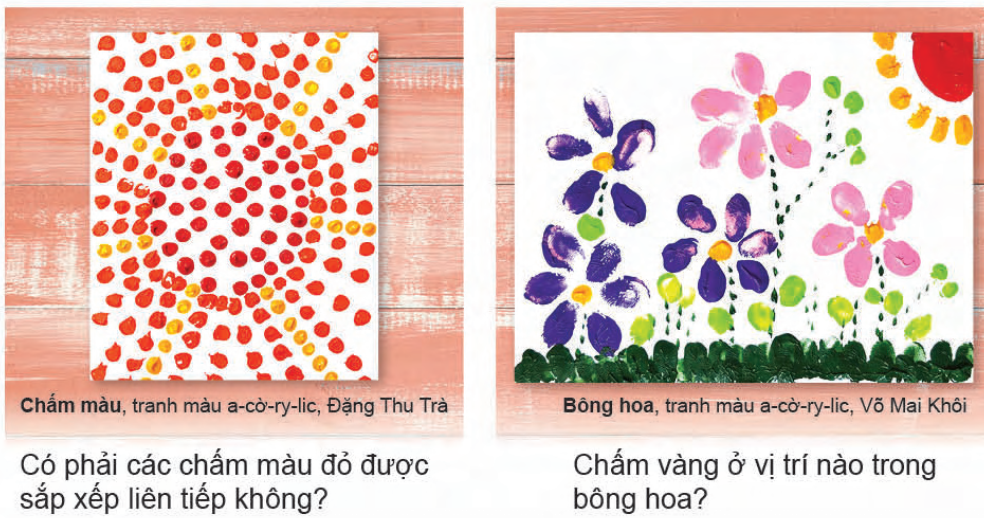 Chấm màu, tranh màu a-cờ-ry-lic, Đặng Thu Trà
Có phải các chấm màu đỏ được
sắp xếp liên tiếp không?
Bông hoa, tranh màu a-cờ-ry-lic, Võ Mai Khôi
Chấm vàng ở vị trí nào trong
bông hoa?